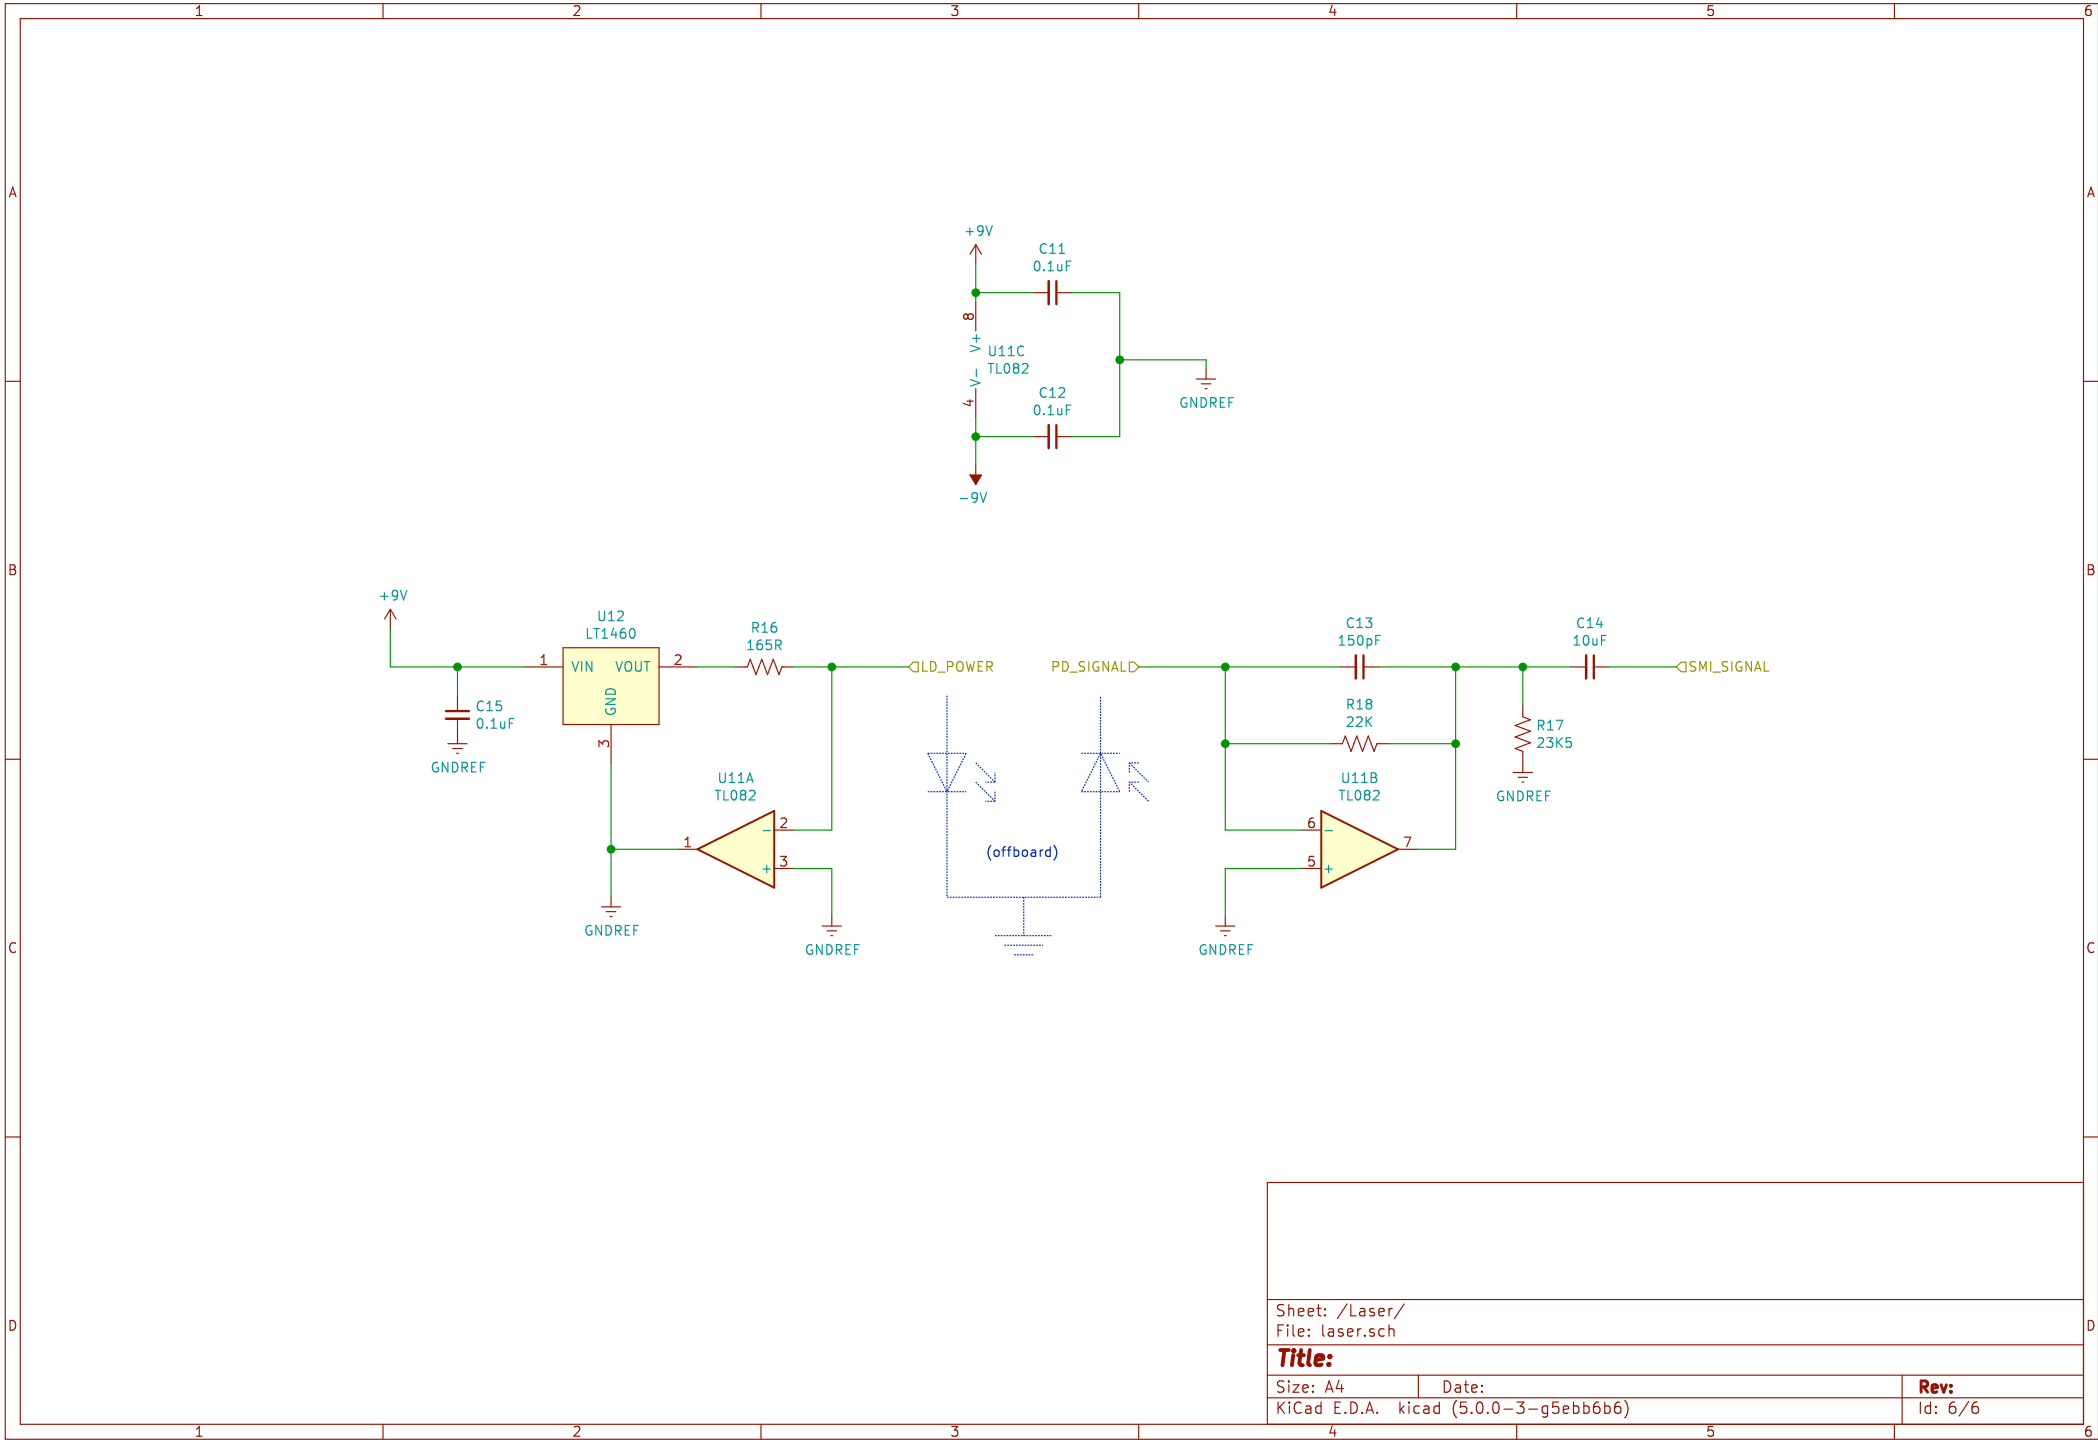 1 2 3 4 5 6
A A
+9V
C11
0.1uF
8
V+
U11C
TL082
V-
4
C12
0.1uF
GNDREF
-9V
B B
+9V
U12
LT1460
1 VIN VOUT 2
GND
3
C15
0.1uF
GNDREF
R16
165R
LD_POWER
PD_SIGNAL
C13
150pF
C14
10uF
SMI_SIGNAL
R18
22K
R17
23K5
GNDREF
U11A
TL082
1
2 −
3 +
GNDREF
GNDREF
(offboard)
U11B
TL082
6 −
5 +
7
GNDREF
C C
D D
Sheet: /Laser/
File: laser.sch
Title:
Size: A4 Date: Rev:
KiCad E.D.A. kicad (5.0.0-3-g5ebb6b6) Id: 6/6
1 2 3 4 5 6